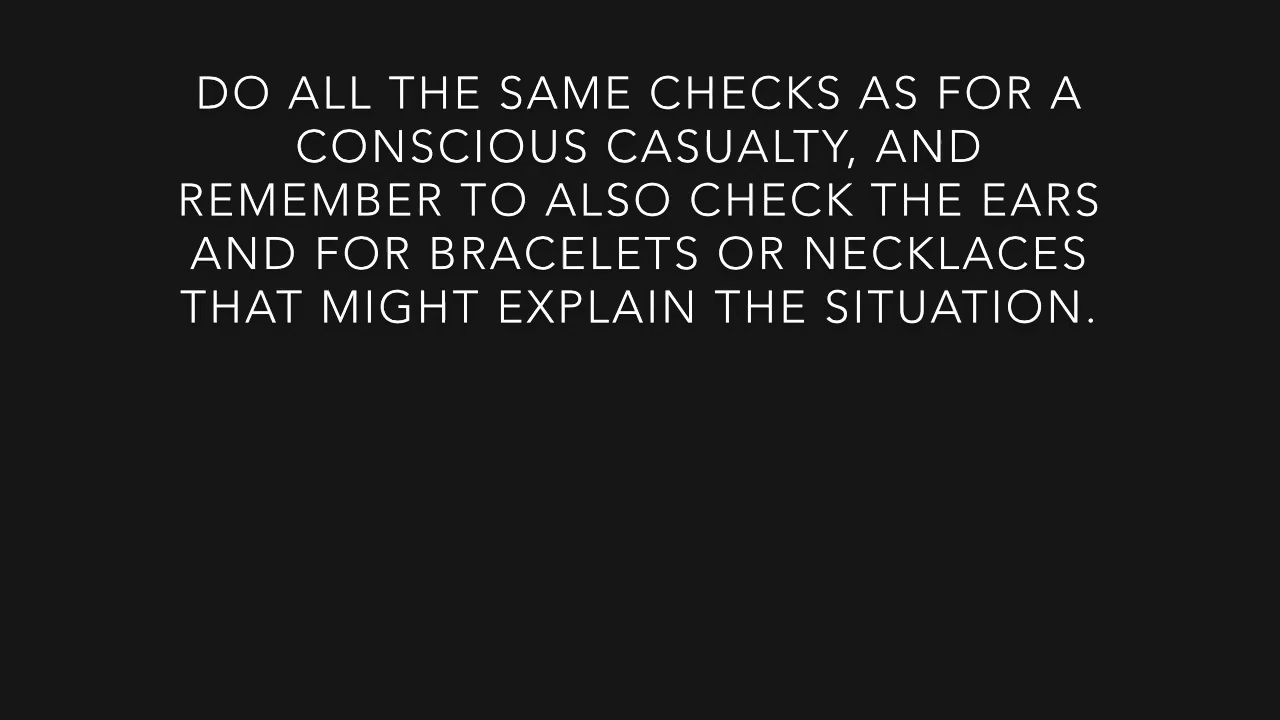 DO ALL THE SAME CHECKS AS FOR A
CONSCIOUS CASUALTY, AND
REMEMBER TO ALSO CHECK THE EARS
AND FOR BRACELETS OR NECKLACES
THAT MIGHT EXPLAIN THE SITUATION.